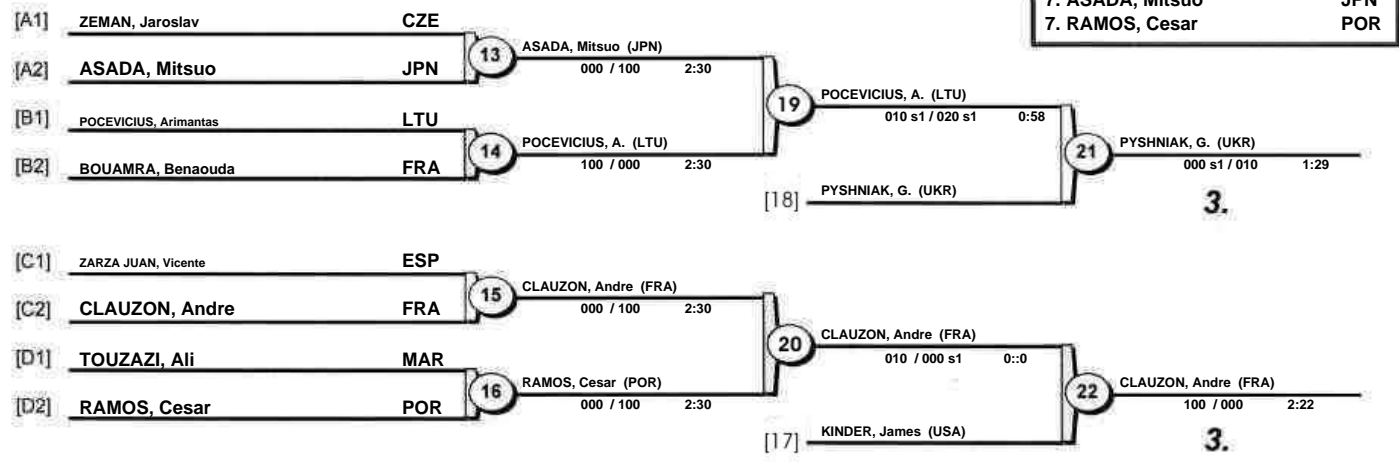 7. ASADA, Mitsuo JPN
7. RAMOS, Cesar POR
[A1] ZEMAN, Jaroslav CZE
13
ASADA, Mitsuo (JPN)
000 / 100 2:30
[A2] ASADA, Mitsuo JPN
19
POCEVICIUS, A. (LTU)
010 s1 / 020 s1 0:58
[B1] POCEVICIUS, Arimantas LTU
14
POCEVICIUS, A. (LTU)
100 / 000 2:30
[B2] BOUAMRA, Benaouda FRA
21
PYSHNIAK, G. (UKR)
000 s1 / 010 1:29
[18] PYSHNIAK, G. (UKR)
3.
[C1] ZARZA JUAN, Vicente ESP
15
CLAUZON, Andre (FRA)
000 / 100 2:30
[C2] CLAUZON, Andre FRA
20
CLAUZON, Andre (FRA)
010 / 000 s1 0::0
[D1] TOUZAZI, Ali MAR
16
RAMOS, Cesar (POR)
000 / 100 2:30
[D2] RAMOS, Cesar POR
22
CLAUZON, Andre (FRA)
100 / 000 2:22
[17] KINDER, James (USA)
3.